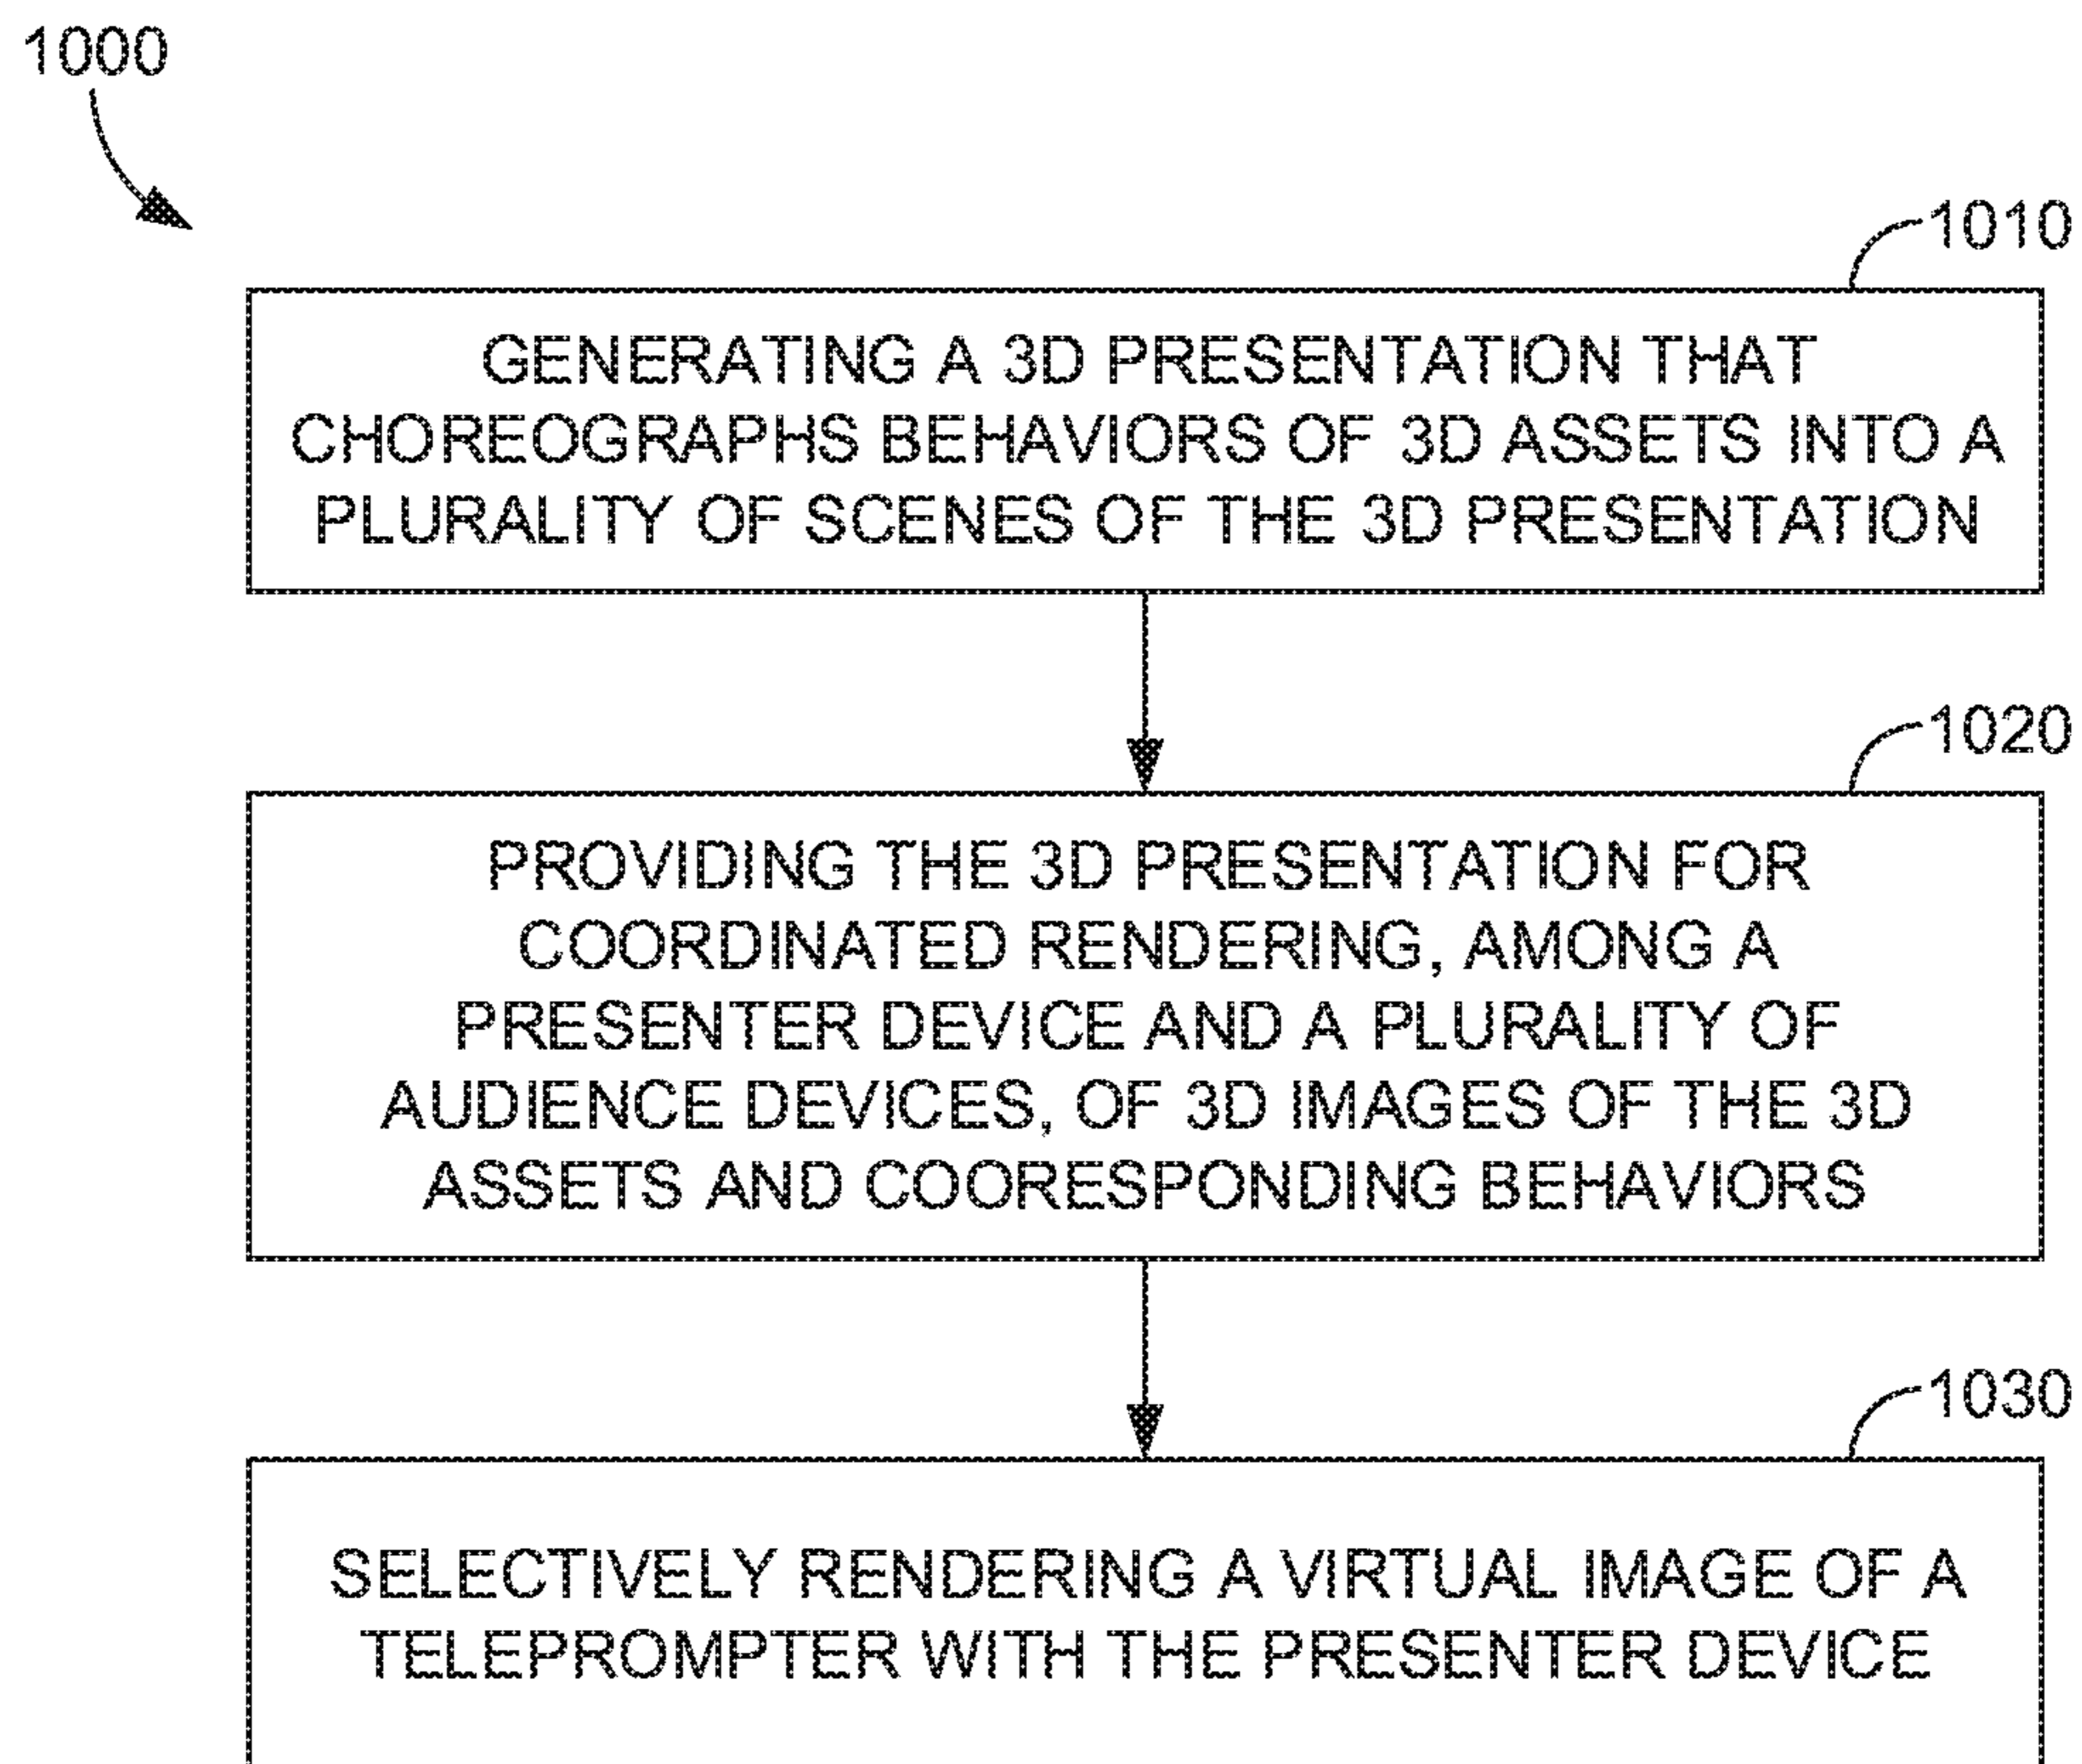 1000
1010
GENERATING A 3D PRESENTATION THAT
CHOREOGRAPHS BEHAVIORS OF 3D ASSETS INTO A
PLURALITY OF SCENES OF THE 3D PRESENTATION
1020
PROVIDING THE 3D PRESENTATION FOR
COORDINATED RENDERING, AMONG A
PRESENTER DEVICE AND A PLURALITY OF
AUDIENCE DEVICES, OF 3D IMAGES OF THE 3D
ASSETS AND COORESPONDING BEHAVIORS
1030
SELECTIVELY RENDERING A VIRTUAL IMAGE OF A
TELEPROMPTER WITH THE PRESENTER DEVICE